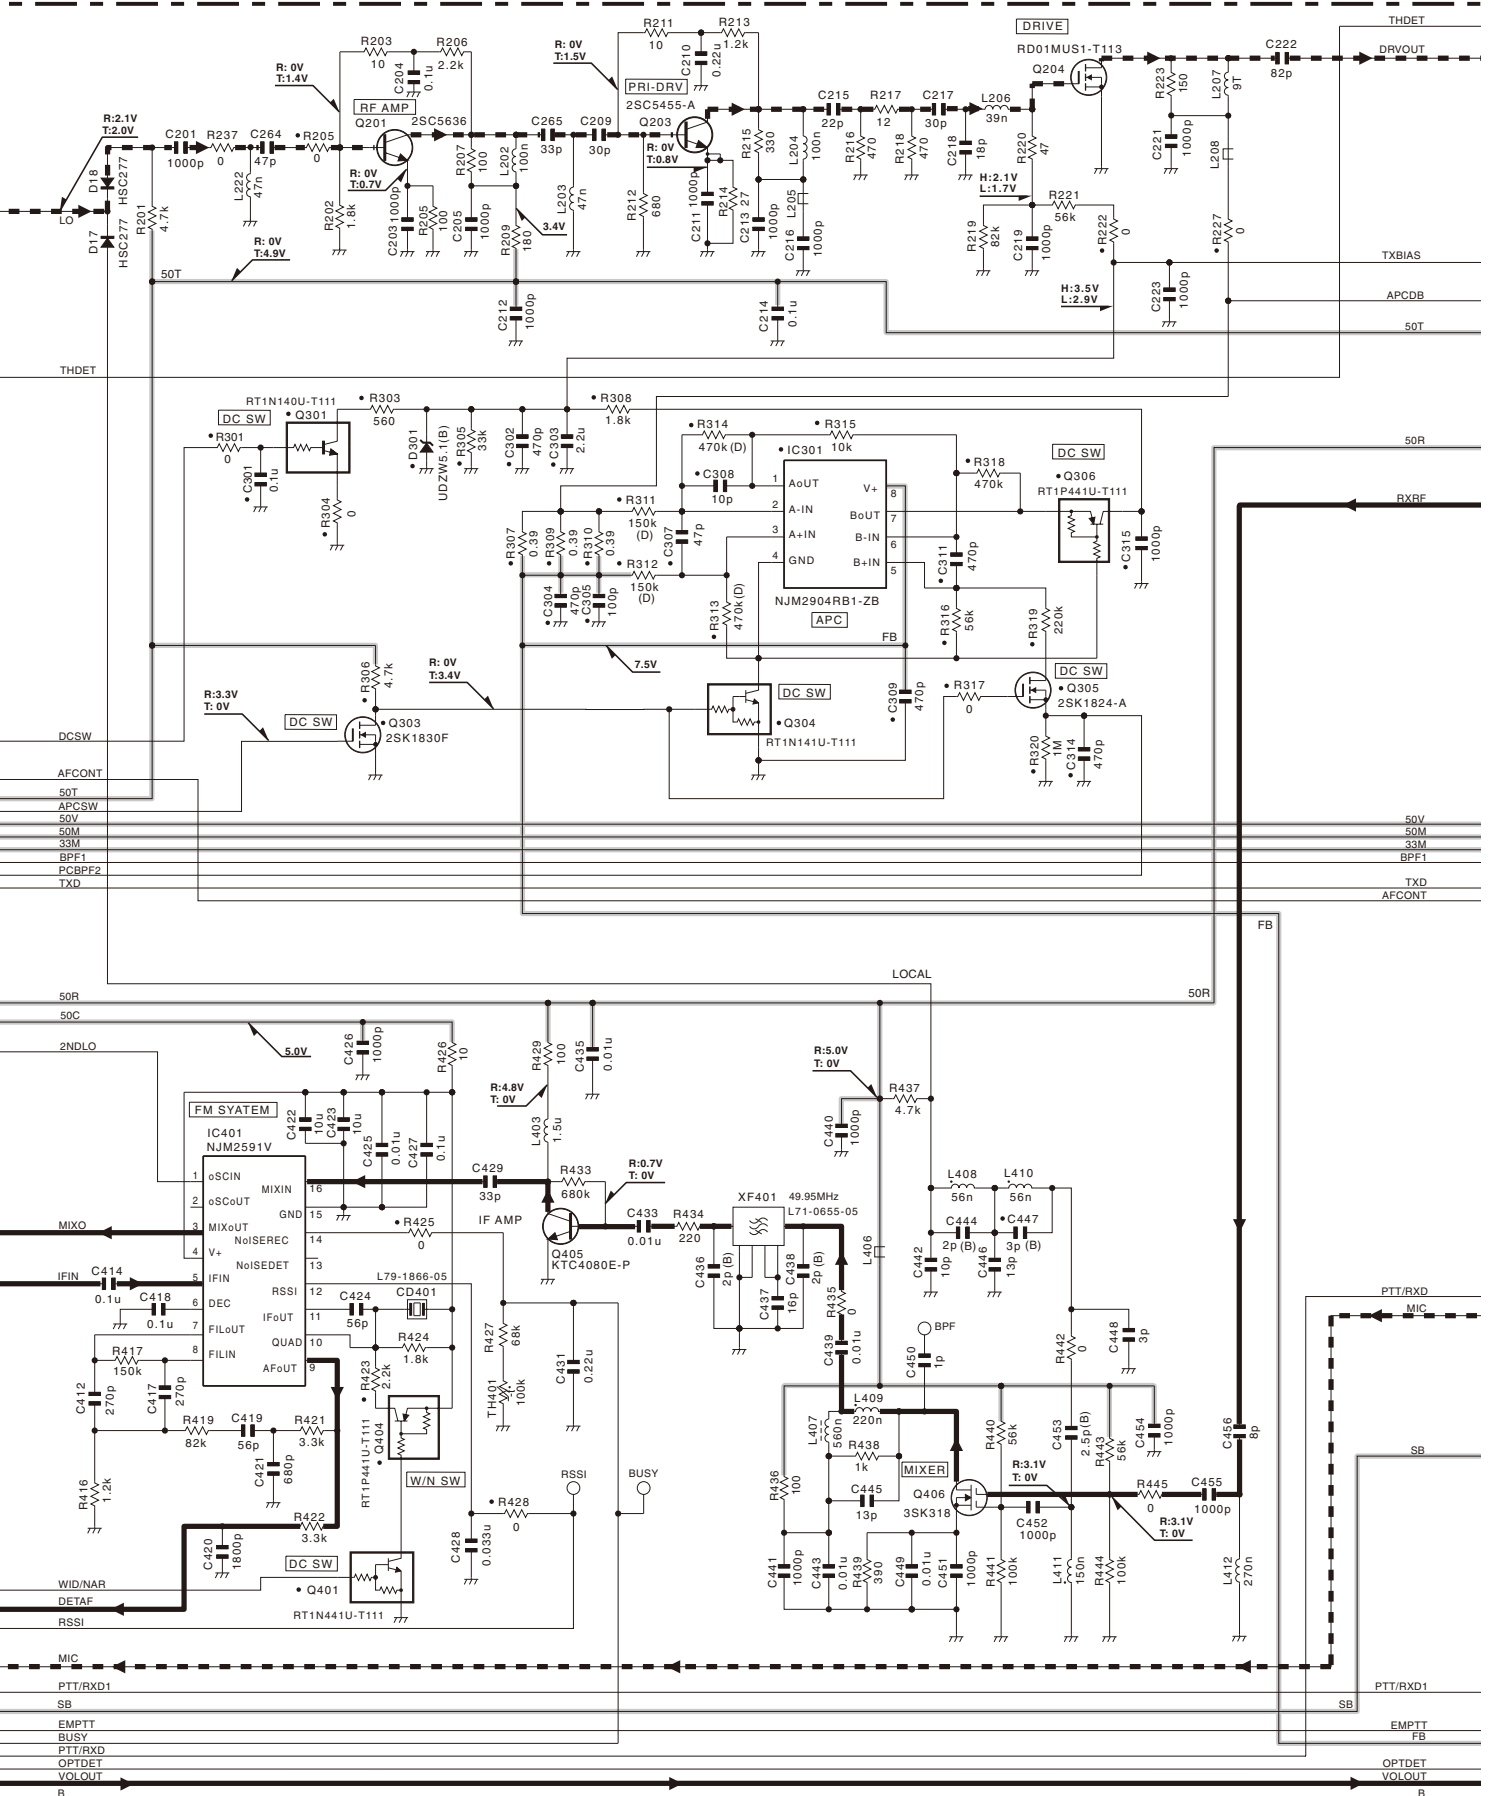 THDET
DRIVE
RD01MUS1-T113
C222
82p
DRVOUT
R211
10
R213
1.2k
C210
0.22u
R: 0V
T:1.5V
R203
10
R206
2.2k
C204
0.1u
R: 0V
T:1.4V
PRI-DRV
2SC5455-A
Q203
Q204
R223
150
L207
9T
RF AMP
Q201
2SC5636
R:2.1V
T:2.0V
C201
1000p
R237
0
C264
47p
R205
0
C265
33p
C209
30p
C215
22p
R217
12
C217
30p
L206
39n
D18
HSC277
D17
HSC277
LO
R201
4.7k
L222
47n
R202
1.8k
R: 0V
T:0.7V
C203
1000p
R205
100
R207
100
L202
100n
C205
1000p
R209
180
3.4V
L203
47n
R212
680
R: 0V
T:0.8V
C211
1000p
R214
27
R215
330
L204
100n
C213
1000p
L205
C216
1000p
R216
470
R218
470
C218
18p
R220
47
H:2.1V
L:1.7V
R221
56k
R219
82k
C219
1000p
R222
0
C221
1000p
L208
R227
0
TXBIAS
R: 0V
T:4.9V
50T
H:3.5V
L:2.9V
C223
1000p
APCDB
50T
C212
1000p
C214
0.1u
THDET
RT1N140U-T111
DC SW
Q301
R301
0
C301
0.1u
R304
0
R303
560
D301
UDZW5.1(B)
R305
33k
C302
470p
C303
2.2u
R308
1.8k
R314
470k(D)
R315
10k
IC301
C308
10p
1 AoUT
2 A-IN
3 A+IN
4 GND
V+ 8
BoUT 7
B-IN 6
B+IN 5
NJM2904RB1-ZB
APC
R318
470k
DC SW
Q306
RT1P441U-T111
50R
RXRF
C315
1000p
R307
0.39
R309
0.39
R310
0.39
R311
150k
(D)
C307
47p
R312
150k
(D)
C304
470p
C305
100p
R313
470k(D)
C311
470p
R316
56k
R319
220k
FB
7.5V
R306
4.7k
R: 0V
T:3.4V
R:3.3V
T: 0V
DC SW
Q303
2SK1830F
DC SW
Q304
RT1N141U-T111
C309
470p
R317
0
DC SW
Q305
2SK1824-A
R320
1M
C314
470p
DCSW
AFCONT
50T
APCSW
50V
50V
50M
50M
33M
33M
BPF1
BPF1
PCBPF2
TXD
TXD
AFCONT
FB
LOCAL
50R
50R
50C
5.0V
2NDLO
C426
1000p
R426
10
R429
100
C435
0.01u
R:5.0V
T: 0V
R437
4.7k
R:4.8V
T: 0V
L403
1.5u
C440
1000p
FM SYATEM
IC401
NJM2591V
C422
10u
C423
10u
C425
0.01u
C427
0.1u
1 oSCIN
2 oSCoUT
3 MIXoUT
4 V+
5 IFIN
6 DEC
7 FILoUT
8 FILIN
MIXIN 16
GND 15
NoISEREC 14
NoISEDET 13
RSSI 12
IFoUT 11
QUAD 10
AFoUT 9
C429
33p
R433
680k
R:0.7V
T: 0V
IF AMP
Q405
KTC4080E-P
C433
0.01u
R434
220
XF401
49.95MHz
L71-0655-05
L408
56n
L410
56n
C444
2p (B)
C447
3p (B)
C442
10p
C446
13p
L406
MIXO
R425
0
C436
2p (B)
C438
2p (B)
C437
16p
R435
0
IFIN
C414
0.1u
C418
0.1u
L79-1866-05
CD401
C424
56p
R424
1.8k
R427
68k
C431
0.22u
TH401
100k
C439
0.01u
BPF
C450
1p
R442
0
C448
3p
PTT/RXD
MIC
R417
150k
C412
270p
C417
270p
R423
2.2k
RT1P441U-T111
Q404
W/N SW
R419
82k
C419
56p
R421
3.3k
C421
680p
R416
1.2k
R422
3.3k
C420
1800p
L409
220n
L407
560n
R438
1k
C445
13p
R436
100
MIXER
Q406
3SK318
R440
56k
C453
2.5p(B)
R443
56k
C454
1000p
R:3.1V
T: 0V
R445
0
C455
1000p
C456
8p
SB
C452
1000p
R:3.1V
T: 0V
RSSI
BUSY
R428
0
C428
0.033u
DC SW
Q401
RT1N441U-T111
C441
1000p
C443
0.01u
R439
390
C449
0.01u
C451
1000p
R441
100k
L411
150n
R444
100k
L412
270n
WID/NAR
DETAF
RSSI
MIC
PTT/RXD1
PTT/RXD1
SB
SB
EMPTT
EMPTT
BUSY
FB
PTT/RXD
OPTDET
OPTDET
VOLOUT
VOLOUT
B
B